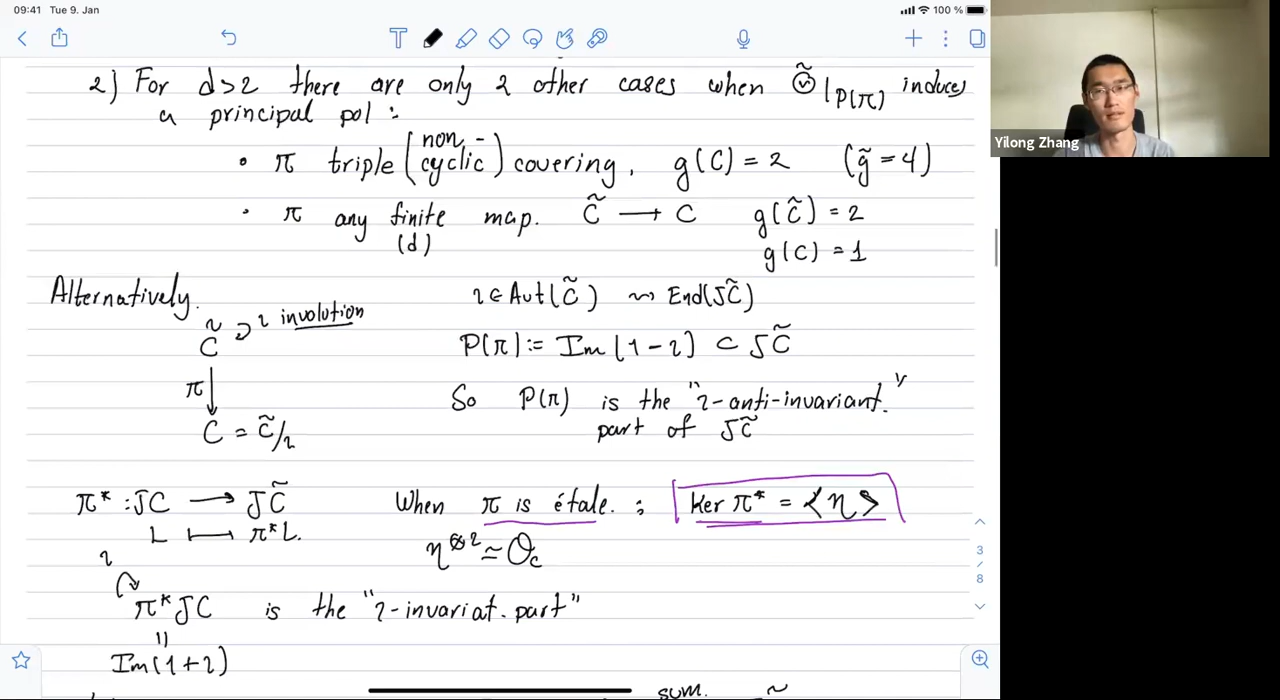 09:41 Tue 9. Jan
100 %
2) For d>2 there are only 2 other cases when Θ̃|P(π) induces
a principal pol :
• π triple (non-cyclic) covering, g(C) = 2 (g̃ = 4)
• π any finite map. C̃ → C g(C̃) = 2
(d) g(C) = 1
Alternatively.
C̃ ↻ ι involution
π ↓
C = C̃/ι
ι ∈ Aut(C̃) ⇝ End(JC̃)
P(π) := Im(1-ι) ⊂ JC̃
So P(π) is the "ι-anti-invariant."
part of JC̃
π* : JC → JC̃
L ↦ π*L.
When π is étale : Ker π* = <η>
η^⊗2 ≃ O_C
ι
π*JC is the "ι-invariat. part"
||
Im(1+ι)
sum.
3
/
8
Yilong Zhang